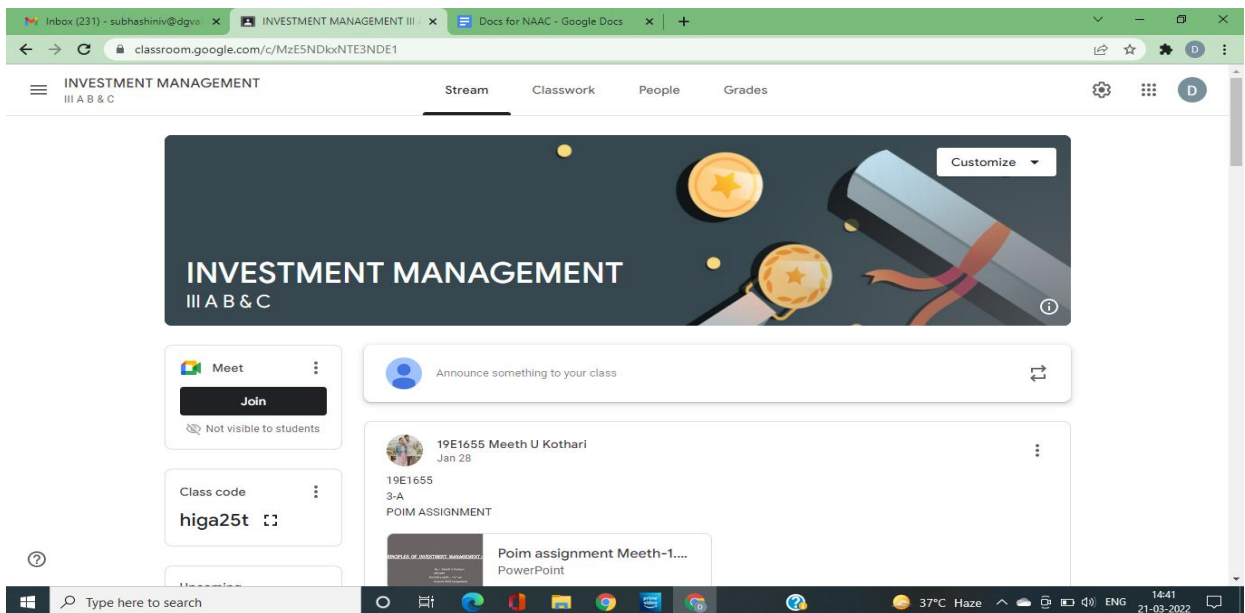 Inbox (231) - subhashiniv@dgva
INVESTMENT MANAGEMENT III
Docs for NAAC - Google Docs
classroom.google.com/c/MzE5NDkxNTE3NDE1
D
INVESTMENT MANAGEMENT
III A B & C
Stream Classwork People Grades
D
Customize
INVESTMENT MANAGEMENT
III A B & C
Meet
Join
Not visible to students
Announce something to your class
19E1655 Meeth U Kothari
Jan 28
19E1655
3-A
POIM ASSIGNMENT
Class code
higa25t
Poim assignment Meeth-1....
PowerPoint
Upcoming
Type here to search
37°C Haze
ENG
14:41
21-03-2022